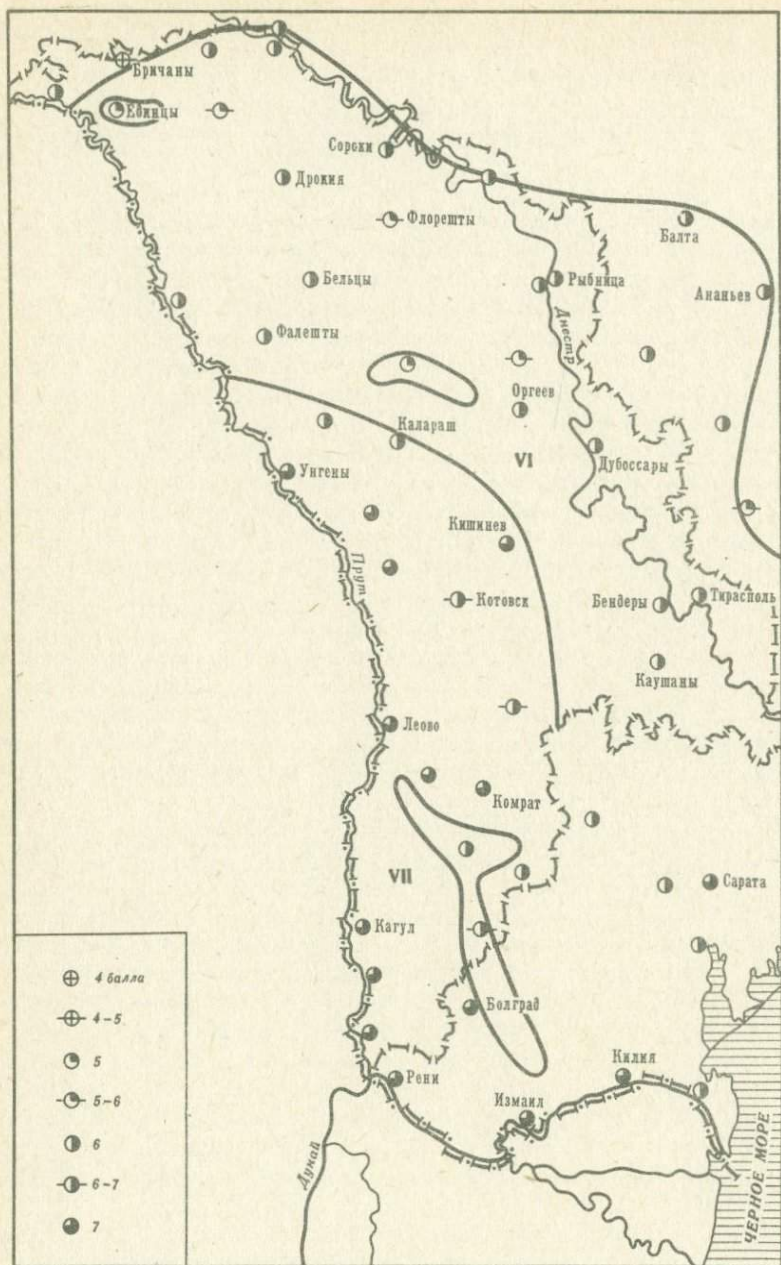 Бричаны
Единцы
Сороки
Дрокия
Флорешты
Балта
Бельцы
Рыбница
Ананьев
Днестр
Фалешты
Оргеев
Калараш
VI
Дубоссары
Унгены
Кишинев
Прут
Котовск
Бендеры
Тирасполь
Каушаны
Леово
Комрат
VII
Сарата
Кагул
Болград
Килия
Рени
Измаил
Дунай
ЧЕРНОЕ МОРЕ
4 балла
4–5
5
5–6
6
6–7
7